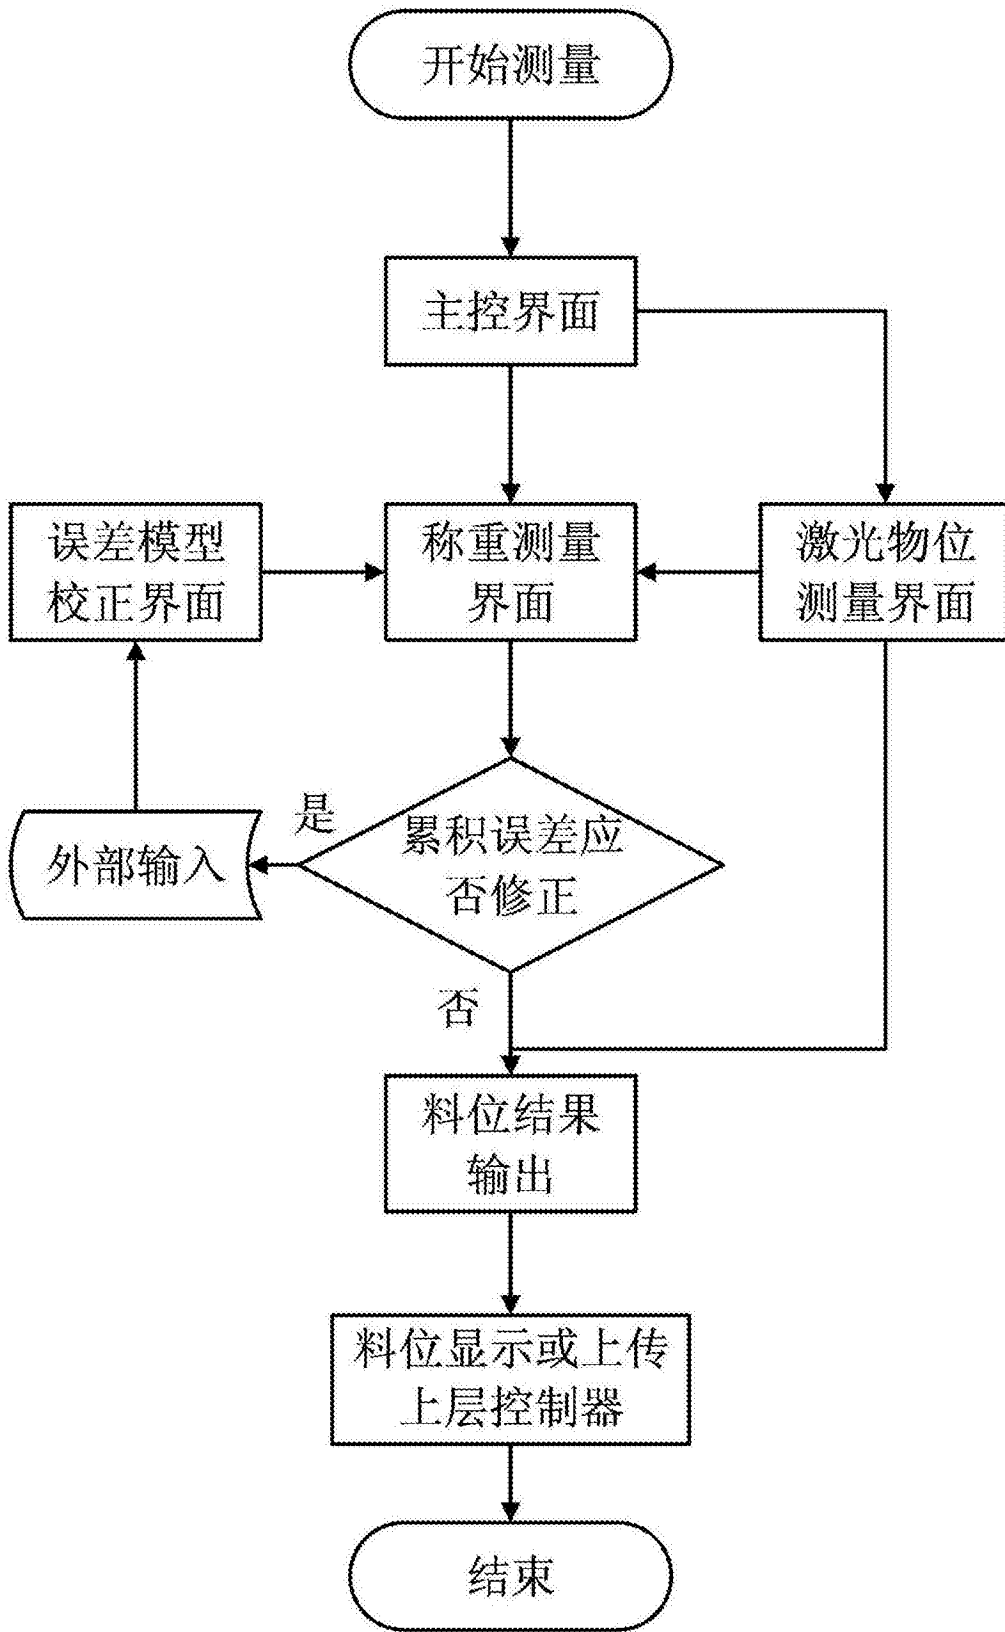 开始测量
主控界面
误差模型
校正界面
称重测量
界面
激光物位
测量界面
是
外部输入
累积误差应
否修正
否
料位结果
输出
料位显示或上传
上层控制器
结束